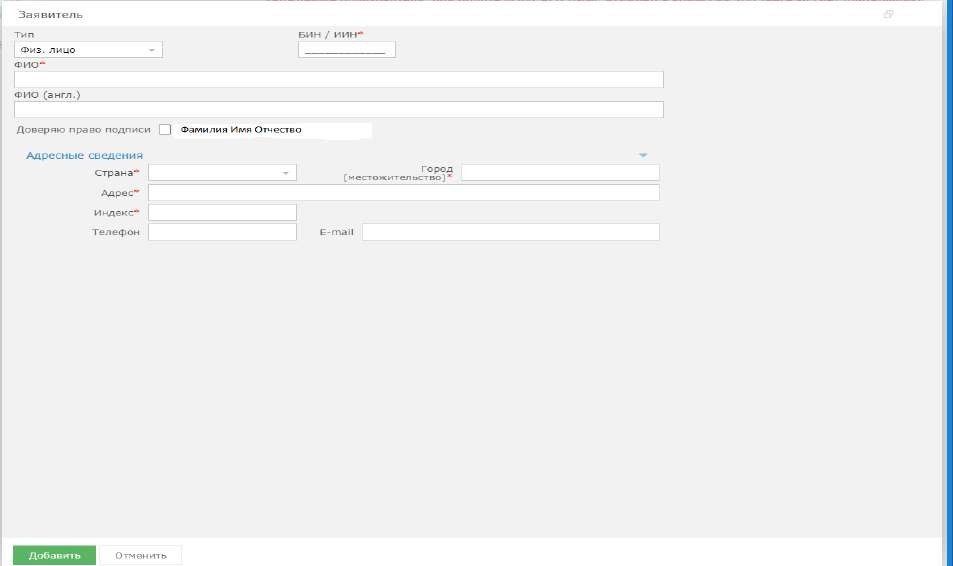 Заявитель
Тип
БИН / ИИН*
Физ. лицо
____________
ФИО*
ФИО (англ.)
Доверяю право подписи
Фамилия Имя Отчество
Адресные сведения
Страна*
Город
(местожительство)*
Адрес*
Индекс*
Телефон
E-mail
Добавить
Отменить